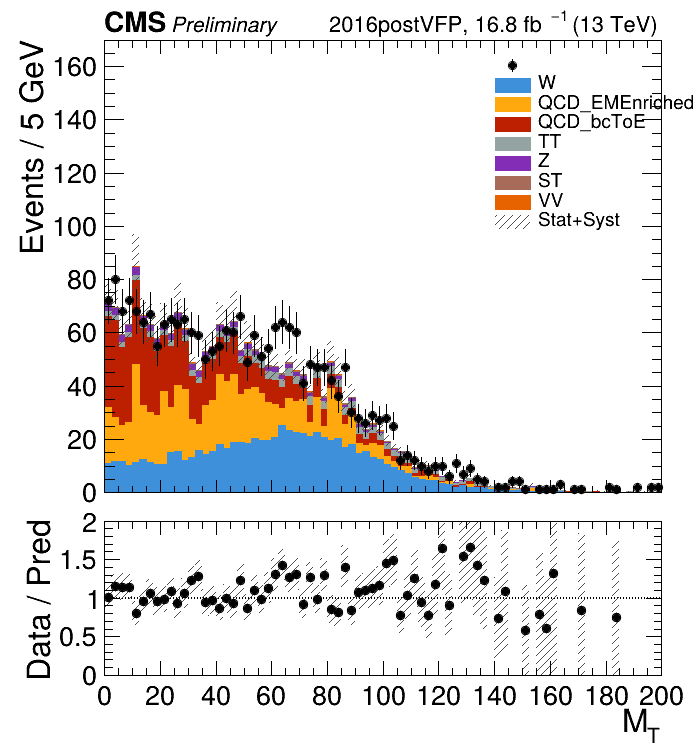 CMS Preliminary 2016postVFP, 16.8 fb⁻¹ (13 TeV)
Events / 5 GeV
160
140
120
100
80
60
40
20
0
W
QCD_EMEnriched
QCD_bcToE
TT
Z
ST
VV
Stat+Syst
Data / Pred
2
1.5
1
0.5
0
0 20 40 60 80 100 120 140 160 180 200
M_T